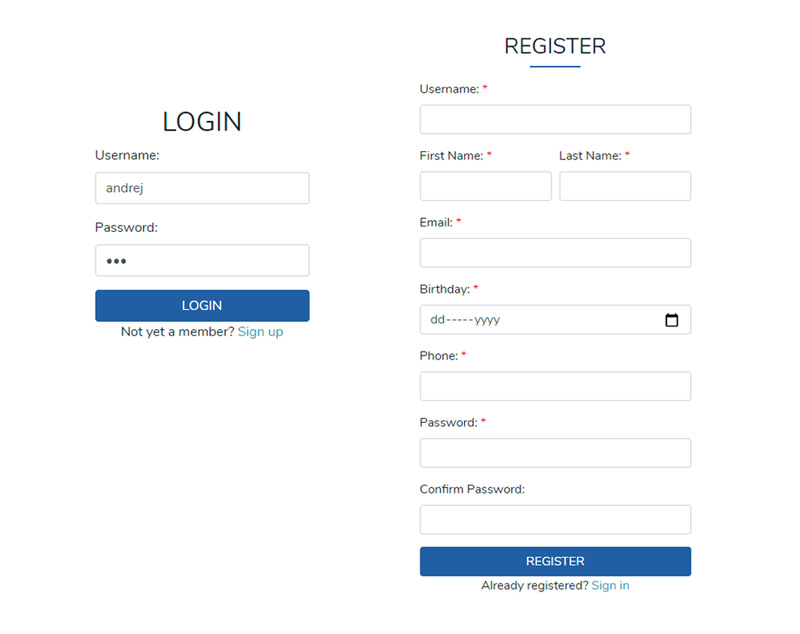 LOGIN
Username:
andrej
Password:
•••
LOGIN
Not yet a member? Sign up
REGISTER
Username: *
First Name: * Last Name: *
Email: *
Birthday: *
dd-----yyyy
Phone: *
Password: *
Confirm Password:
REGISTER
Already registered? Sign in